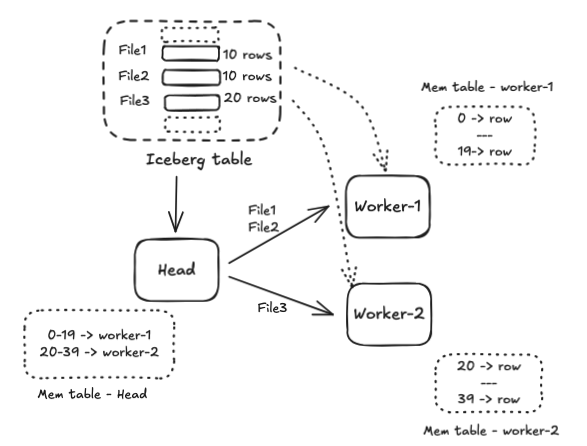 File1
10 rows
File2
10 rows
File3
20 rows
Iceberg table
Mem table - worker-1
0 -> row
---
19-> row
Worker-1
File1
File2
Head
File3
Worker-2
0-19 -> worker-1
20-39 -> worker-2
Mem table - Head
20 -> row
---
39 -> row
Mem table - worker-2